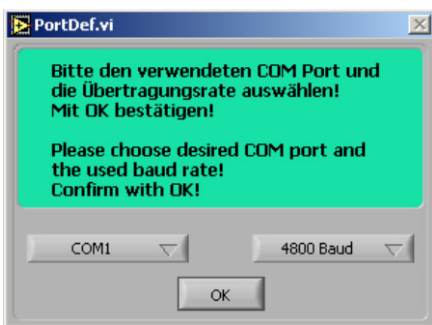 PortDef.vi
Bitte den verwendeten COM Port und
die Übertragungsrate auswählen!
Mit OK bestätigen!
Please choose desired COM port and
the used baud rate!
Confirm with OK!
COM1 4800 Baud
OK